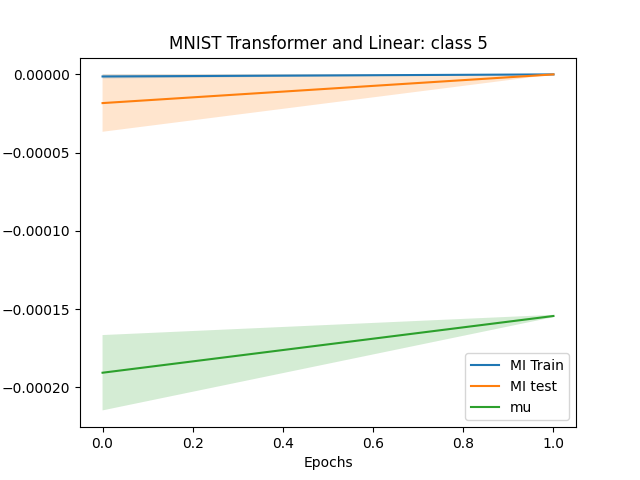 MNIST Transformer and Linear: class 5
0.00000
−0.00005
−0.00010
−0.00015
−0.00020
0.0 0.2 0.4 0.6 0.8 1.0
Epochs
MI Train
MI test
mu